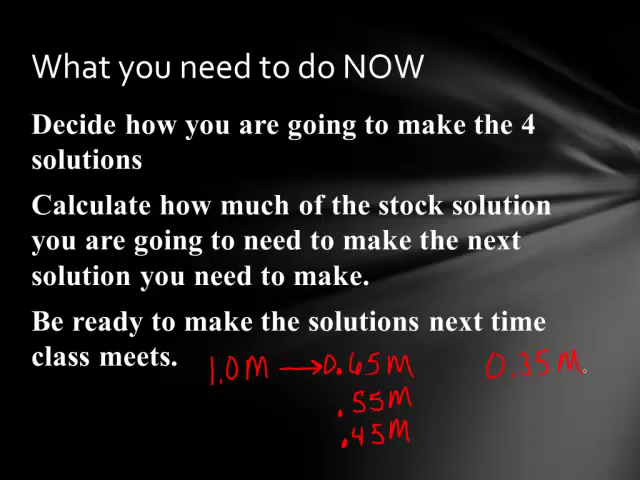 What you need to do NOW
Decide how you are going to make the 4
solutions
Calculate how much of the stock solution
you are going to need to make the next
solution you need to make.
Be ready to make the solutions next time
class meets.
1.0M → 0.65M 0.35M
.55M
.45M